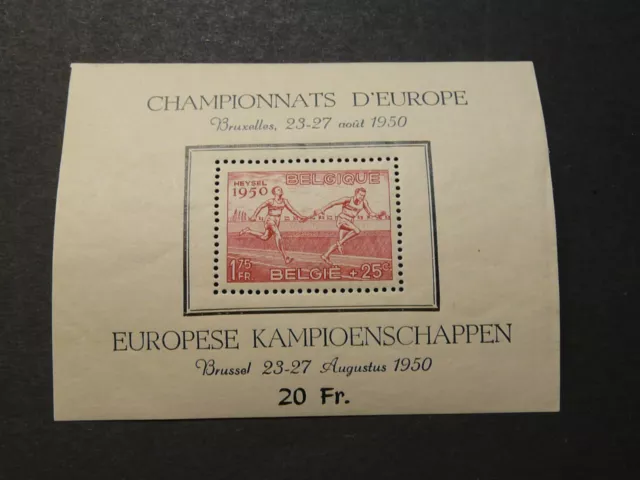 CHAMPIONNATS D'EUROPE
Bruxelles, 23-27 août 1950
HEYSEL BELGIQUE
1950
1.75 FR. BELGIË + 25 C.
EUROPESE KAMPIOENSCHAPPEN
Brussel 23-27 Augustus 1950
20 Fr.